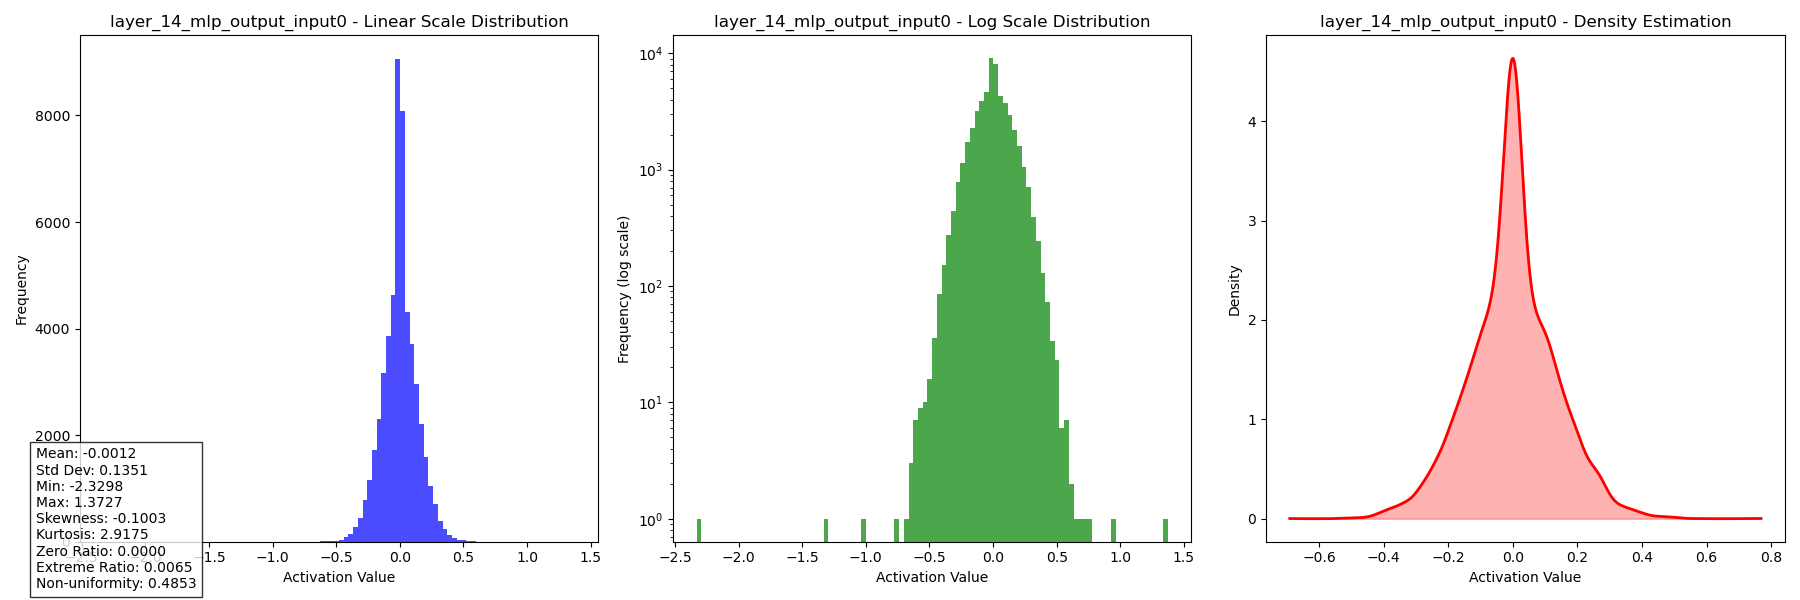 layer_14_mlp_output_input0 - Linear Scale Distribution
8000
6000
4000
2000
Frequency
−1.5
−1.0
−0.5
0.0
0.5
1.0
1.5
Activation Value
Mean: -0.0012
Std Dev: 0.1351
Min: -2.3298
Max: 1.3727
Skewness: -0.1003
Kurtosis: 2.9175
Zero Ratio: 0.0000
Extreme Ratio: 0.0065
Non-uniformity: 0.4853
layer_14_mlp_output_input0 - Log Scale Distribution
10⁴
10³
10²
10¹
10⁰
Frequency (log scale)
−2.5
−2.0
−1.5
−1.0
−0.5
0.0
0.5
1.0
1.5
Activation Value
layer_14_mlp_output_input0 - Density Estimation
4
3
2
1
0
Density
−0.6
−0.4
−0.2
0.0
0.2
0.4
0.6
0.8
Activation Value